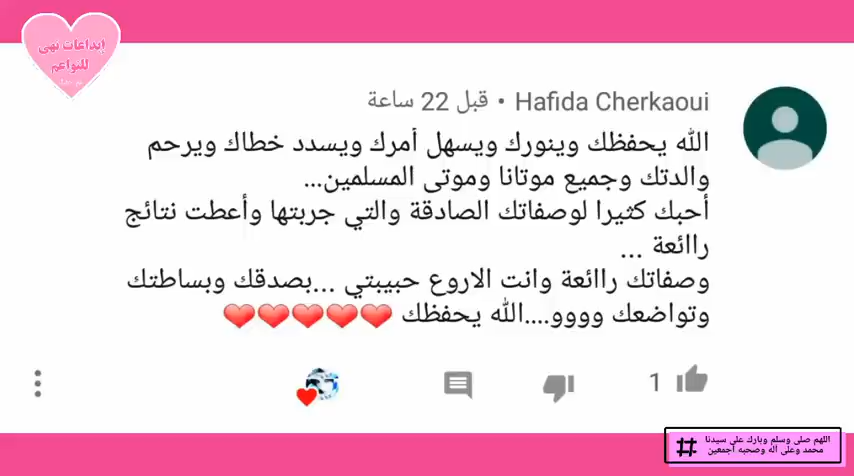 إبداعات نهى
للنواعم
Hafida Cherkaoui • قبل 22 ساعة
الله يحفظك وينورك ويسهل أمرك ويسدد خطاك ويرحم
والدتك وجميع موتانا وموتى المسلمين...
أحبك كثيرا لوصفاتك الصادقة والتي جربتها وأعطت نتائج
راائعة ...
وصفاتك راائعة وانت الاروع حبيبتي ...بصدقك وبساطتك
وتواضعك وووو....الله يحفظك ❤❤❤❤❤
1
اللهم صلى وسلم وبارك على سيدنا
محمد وعلى اله وصحبه اجمعين
#